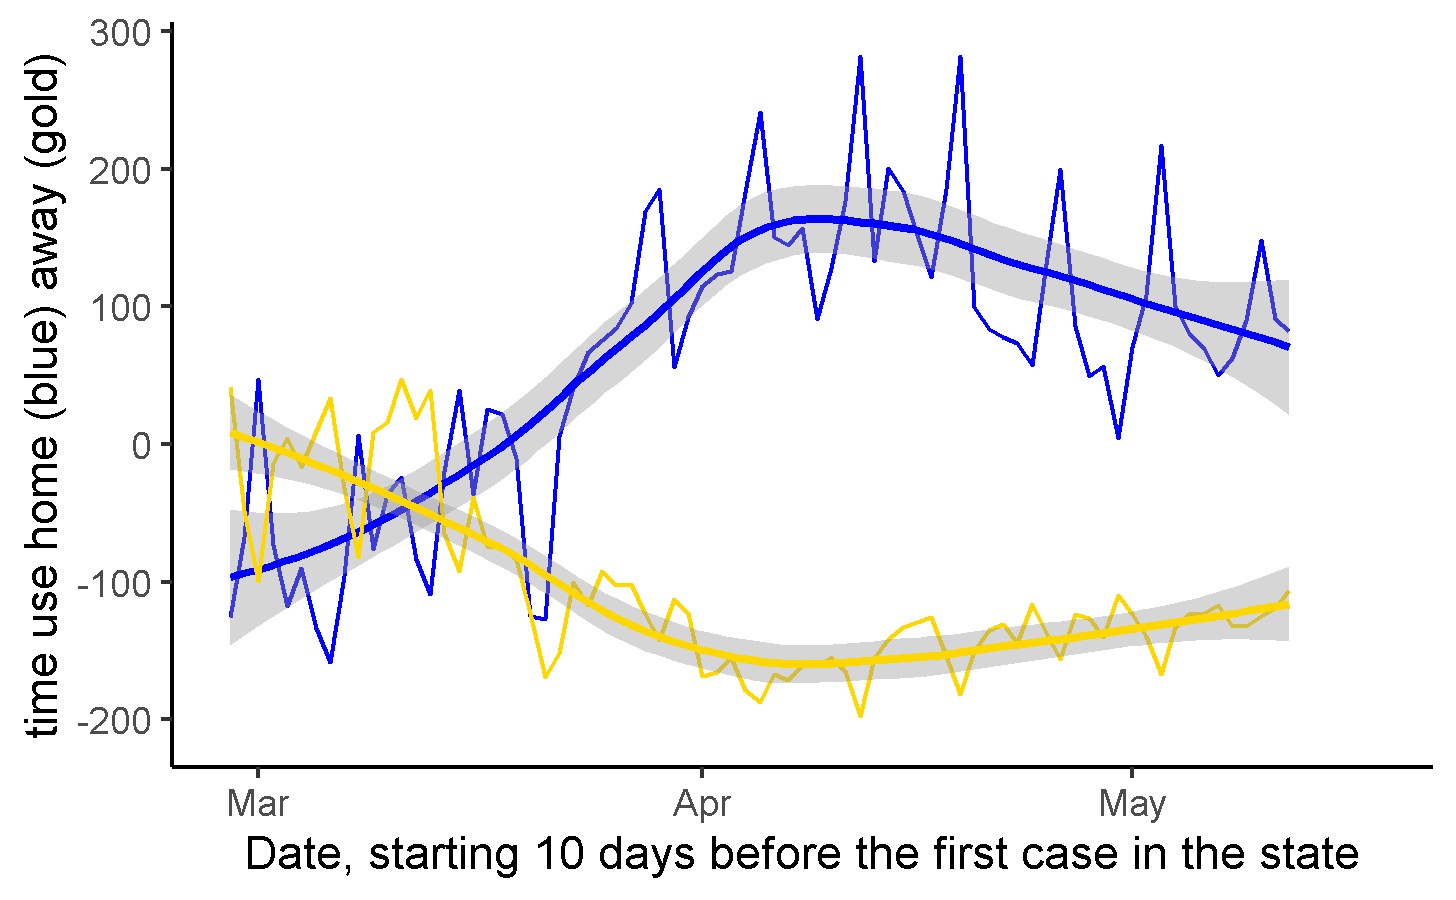 time use home (blue) away (gold)
300
200
100
0
-100
-200
Mar Apr May
Date, starting 10 days before the first case in the state